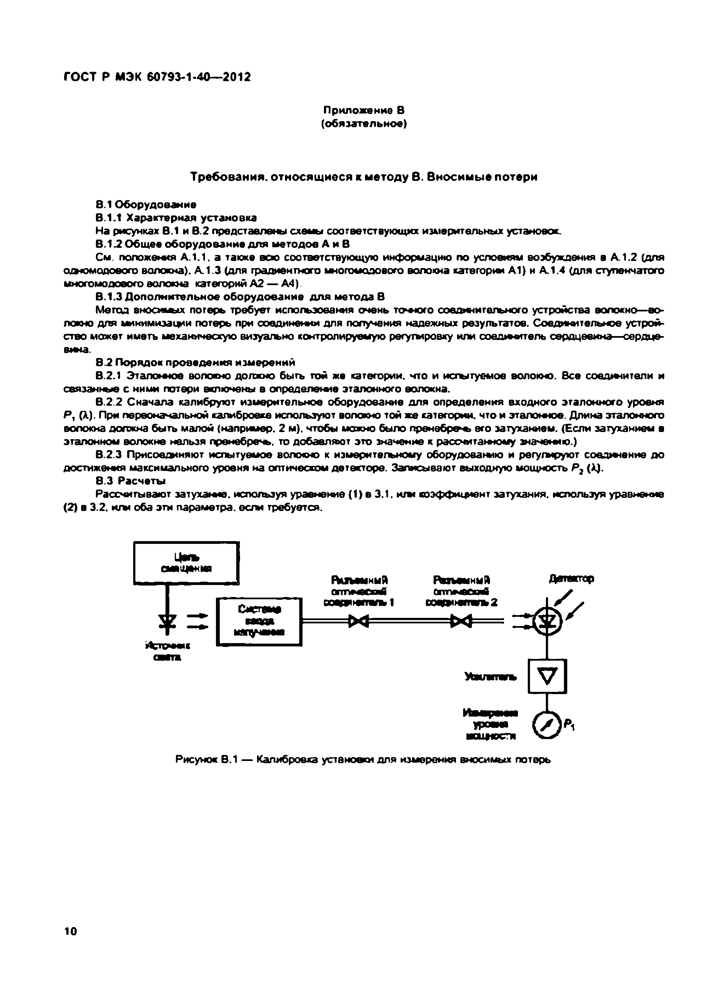 ГОСТ Р МЭК 60793-1-40—2012
Приложение В
(обязательное)
Требования, относящиеся к методу В. Вносимые потери
В.1 Оборудование
В.1.1 Характерная установка
На рисунках В.1 и В.2 представлены схемы соответствующих измерительных установок.
В.1.2 Общее оборудование для методов А и В
См. положения А.1.1, а также всю соответствующую информацию по условиям возбуждения в А.1.2 (для
одномодового волокна), А.1.3 (для градиентного многомодового волокна категории А1) и А.1.4 (для ступенчатого
многомодового волокна категорий А2 — А4).
В.1.3 Дополнительное оборудование для метода В
Метод вносимых потерь требует использования очень точного соединительного устройства волокно—во-
локно для минимизации потерь при соединении для получения надежных результатов. Соединительное устрой-
ство может иметь механическую визуально контролируемую регулировку или соединитель сердцевина—сердце-
вина.
В.2 Порядок проведения измерений
В.2.1 Эталонное волокно должно быть той же категории, что и испытуемое волокно. Все соединители и
связанные с ними потери включены в определение эталонного волокна.
В.2.2 Сначала калибруют измерительное оборудование для определения входного эталонного уровня
P₁ (λ). При первоначальной калибровке используют волокно той же категории, что и эталонное. Длина эталонного
волокна должна быть малой (например, 2 м), чтобы можно было пренебречь его затуханием. (Если затуханием в
эталонном волокне нельзя пренебречь, то добавляют это значение к рассчитанному значению.)
В.2.3 Присоединяют испытуемое волокно к измерительному оборудованию и регулируют соединение до
достижения максимального уровня на оптическом детекторе. Записывают выходную мощность P₂ (λ).
В.3 Расчеты
Рассчитывают затухание, используя уравнение (1) в 3.1, или коэффициент затухания, используя уравнение
(2) в 3.2, или оба эти параметра, если требуется.
Цепь
смещения
Источник
света
Система
ввода
излучения
Разъемный
оптический
соединитель 1
Разъемный
оптический
соединитель 2
Детектор
Усилитель
Измерение
уровня
мощности
P₁
Рисунок В.1 — Калибровка установки для измерения вносимых потерь
10